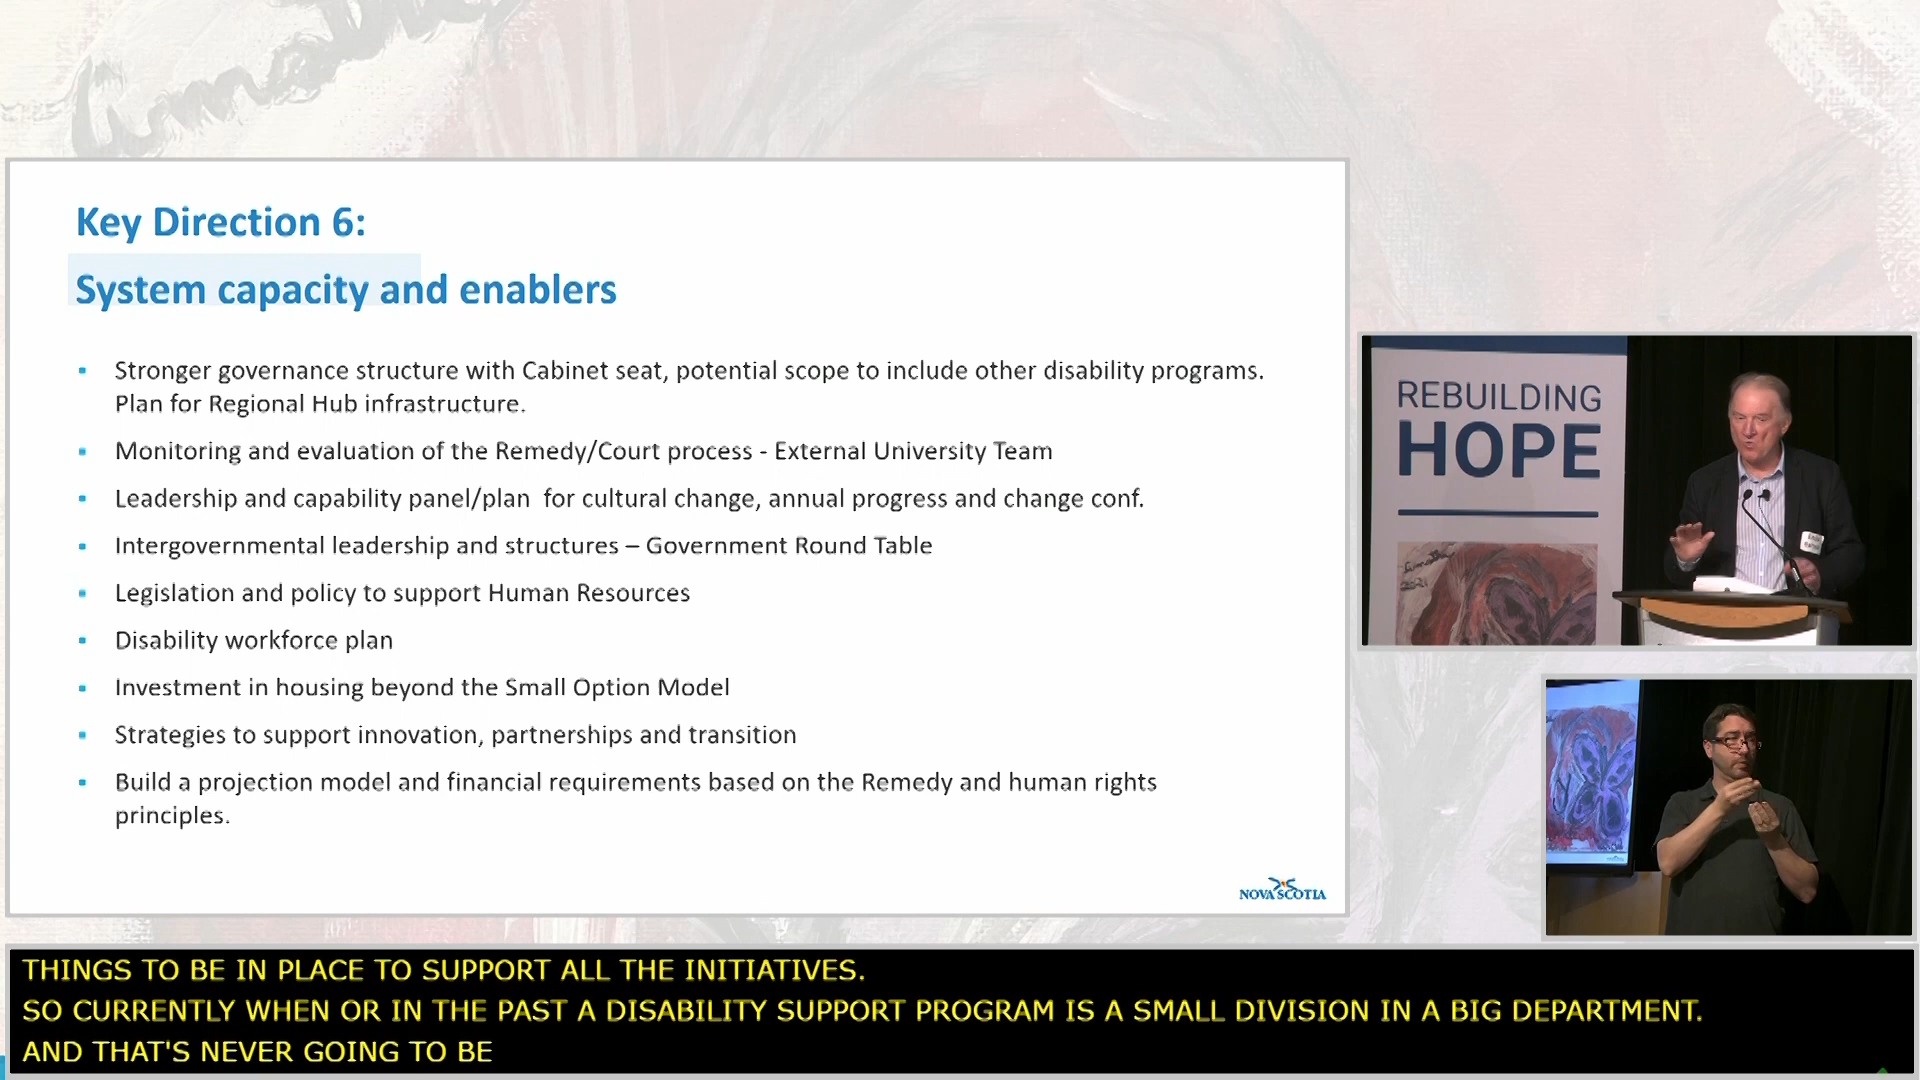 Key Direction 6:
System capacity and enablers
Stronger governance structure with Cabinet seat, potential scope to include other disability programs.
Plan for Regional Hub infrastructure.
Monitoring and evaluation of the Remedy/Court process - External University Team
Leadership and capability panel/plan  for cultural change, annual progress and change conf.
Intergovernmental leadership and structures – Government Round Table
Legislation and policy to support Human Resources
Disability workforce plan
Investment in housing beyond the Small Option Model
Strategies to support innovation, partnerships and transition
Build a projection model and financial requirements based on the Remedy and human rights
principles.
NOVA SCOTIA
REBUILDING
HOPE
THINGS TO BE IN PLACE TO SUPPORT ALL THE INITIATIVES.
SO CURRENTLY WHEN OR IN THE PAST A DISABILITY SUPPORT PROGRAM IS A SMALL DIVISION IN A BIG DEPARTMENT.
AND THAT'S NEVER GOING TO BE